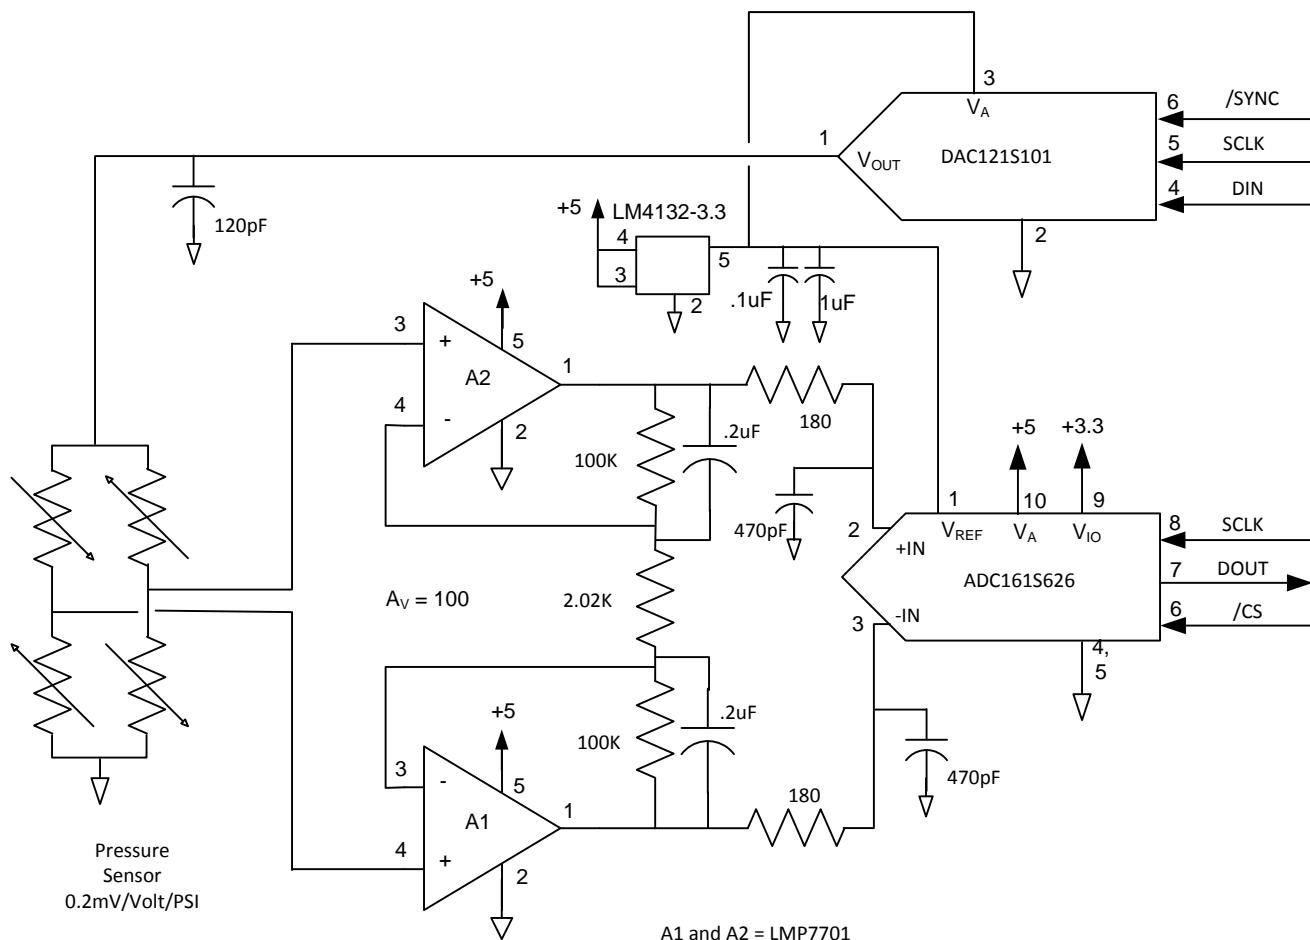 3
V_A
6
/SYNC
1
V_OUT
DAC121S101
5
SCLK
4
DIN
2
120pF
+5
LM4132-3.3
4
3
5
2
.1uF
1uF
+5
3
+
5
A2
1
4
-
2
180
100K
.2uF
+5
+3.3
470pF
1
10
9
2
+IN
V_REF
V_A
V_IO
8
SCLK
ADC161S626
7
DOUT
A_V = 100
2.02K
3
-IN
6
/CS
4,
5
+5
.2uF
100K
3
-
5
470pF
A1
1
180
4
+
2
Pressure
Sensor
0.2mV/Volt/PSI
A1 and A2 = LMP7701